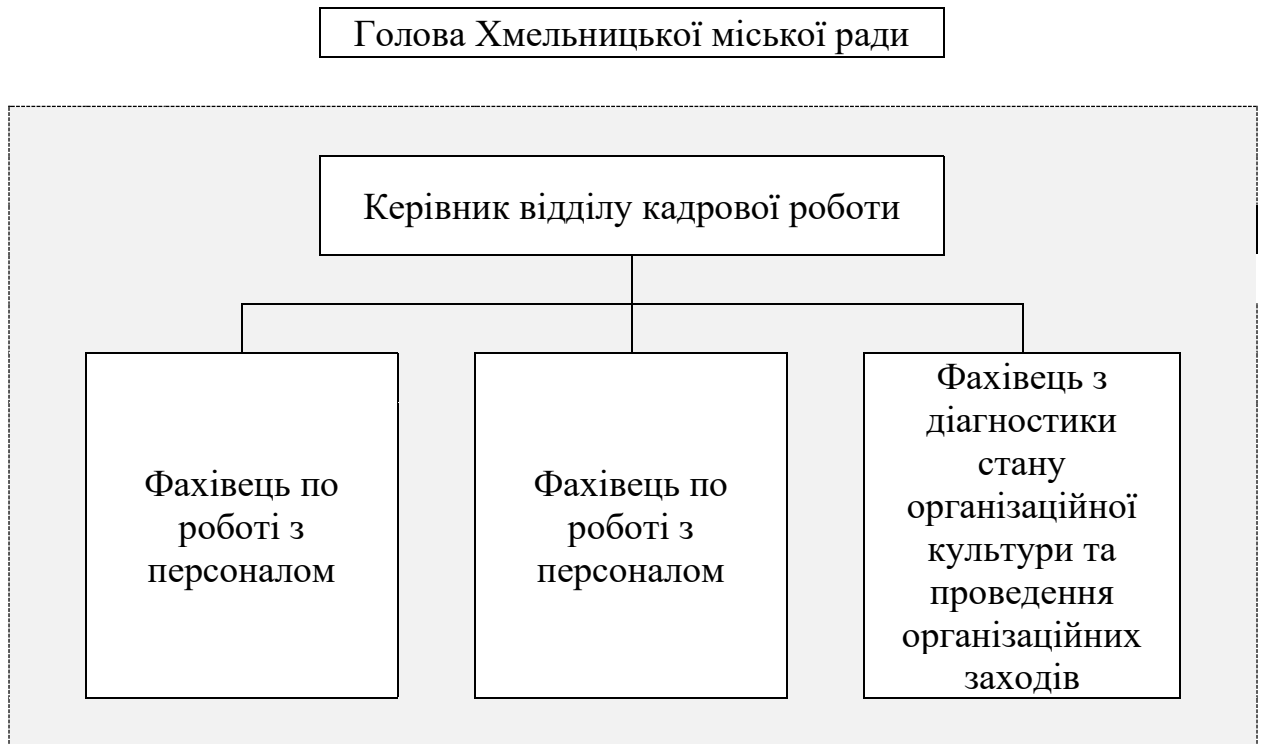 Голова Хмельницької міської ради
Керівник відділу кадрової роботи
Фахівець по
роботі з
персоналом
Фахівець по
роботі з
персоналом
Фахівець з
діагностики
стану
організаційної
культури та
проведення
організаційних
заходів